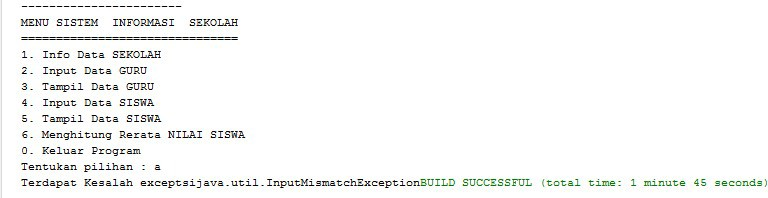 -----------------------
MENU SISTEM  INFORMASI  SEKOLAH
===============================
1. Info Data SEKOLAH
2. Input Data GURU
3. Tampil Data GURU
4. Input Data SISWA
5. Tampil Data SISWA
6. Menghitung Rerata NILAI SISWA
0. Keluar Program
Tentukan pilihan : a
Terdapat Kesalah exceptsijava.util.InputMismatchExceptionBUILD SUCCESSFUL (total time: 1 minute 45 seconds)